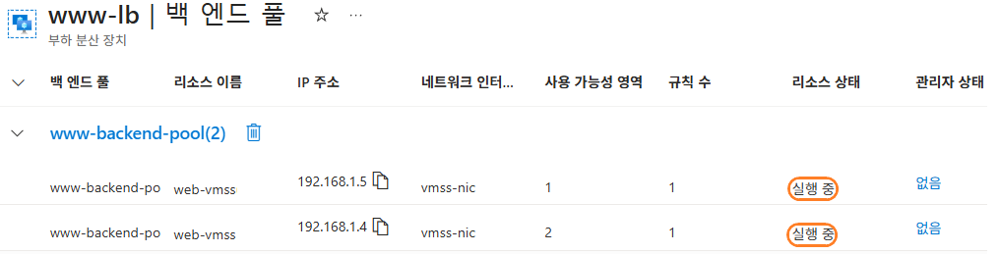 www-lb | 백 엔드 풀
부하 분산 장치
백 엔드 풀 리소스 이름 IP 주소 네트워크 인터... 사용 가능성 영역 규칙 수 리소스 상태 관리자 상태
www-backend-pool(2)
www-backend-po web-vmss 192.168.1.5 vmss-nic 1 1 실행 중 없음
www-backend-po web-vmss 192.168.1.4 vmss-nic 2 1 실행 중 없음